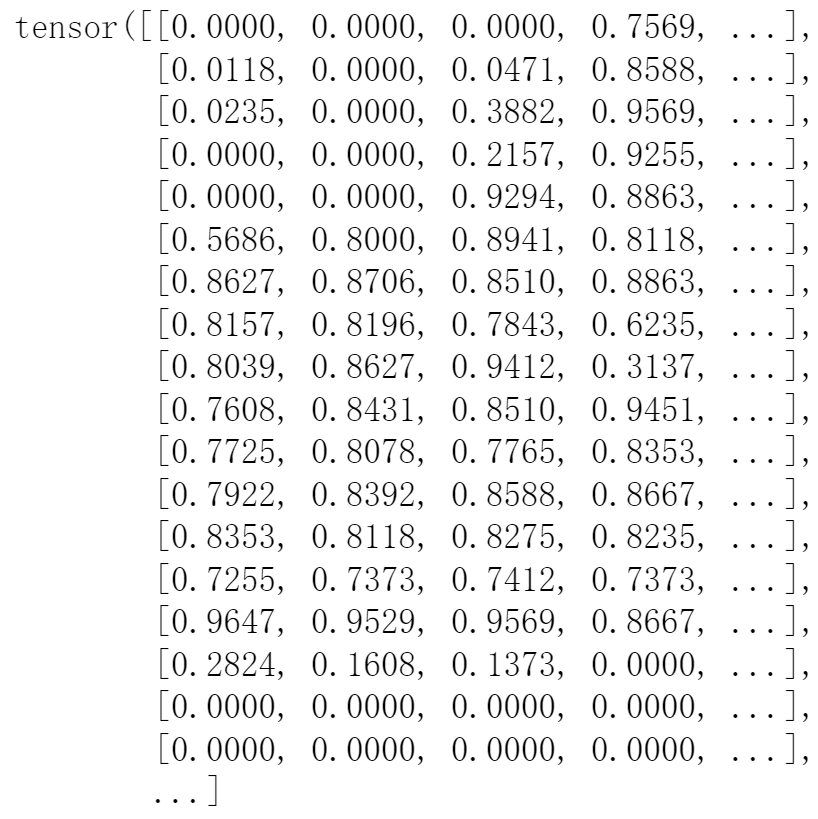 tensor([[0.0000, 0.0000, 0.0000, 0.7569, ...],
[0.0118, 0.0000, 0.0471, 0.8588, ...],
[0.0235, 0.0000, 0.3882, 0.9569, ...],
[0.0000, 0.0000, 0.2157, 0.9255, ...],
[0.0000, 0.0000, 0.9294, 0.8863, ...],
[0.5686, 0.8000, 0.8941, 0.8118, ...],
[0.8627, 0.8706, 0.8510, 0.8863, ...],
[0.8157, 0.8196, 0.7843, 0.6235, ...],
[0.8039, 0.8627, 0.9412, 0.3137, ...],
[0.7608, 0.8431, 0.8510, 0.9451, ...],
[0.7725, 0.8078, 0.7765, 0.8353, ...],
[0.7922, 0.8392, 0.8588, 0.8667, ...],
[0.8353, 0.8118, 0.8275, 0.8235, ...],
[0.7255, 0.7373, 0.7412, 0.7373, ...],
[0.9647, 0.9529, 0.9569, 0.8667, ...],
[0.2824, 0.1608, 0.1373, 0.0000, ...],
[0.0000, 0.0000, 0.0000, 0.0000, ...],
[0.0000, 0.0000, 0.0000, 0.0000, ...],
...]